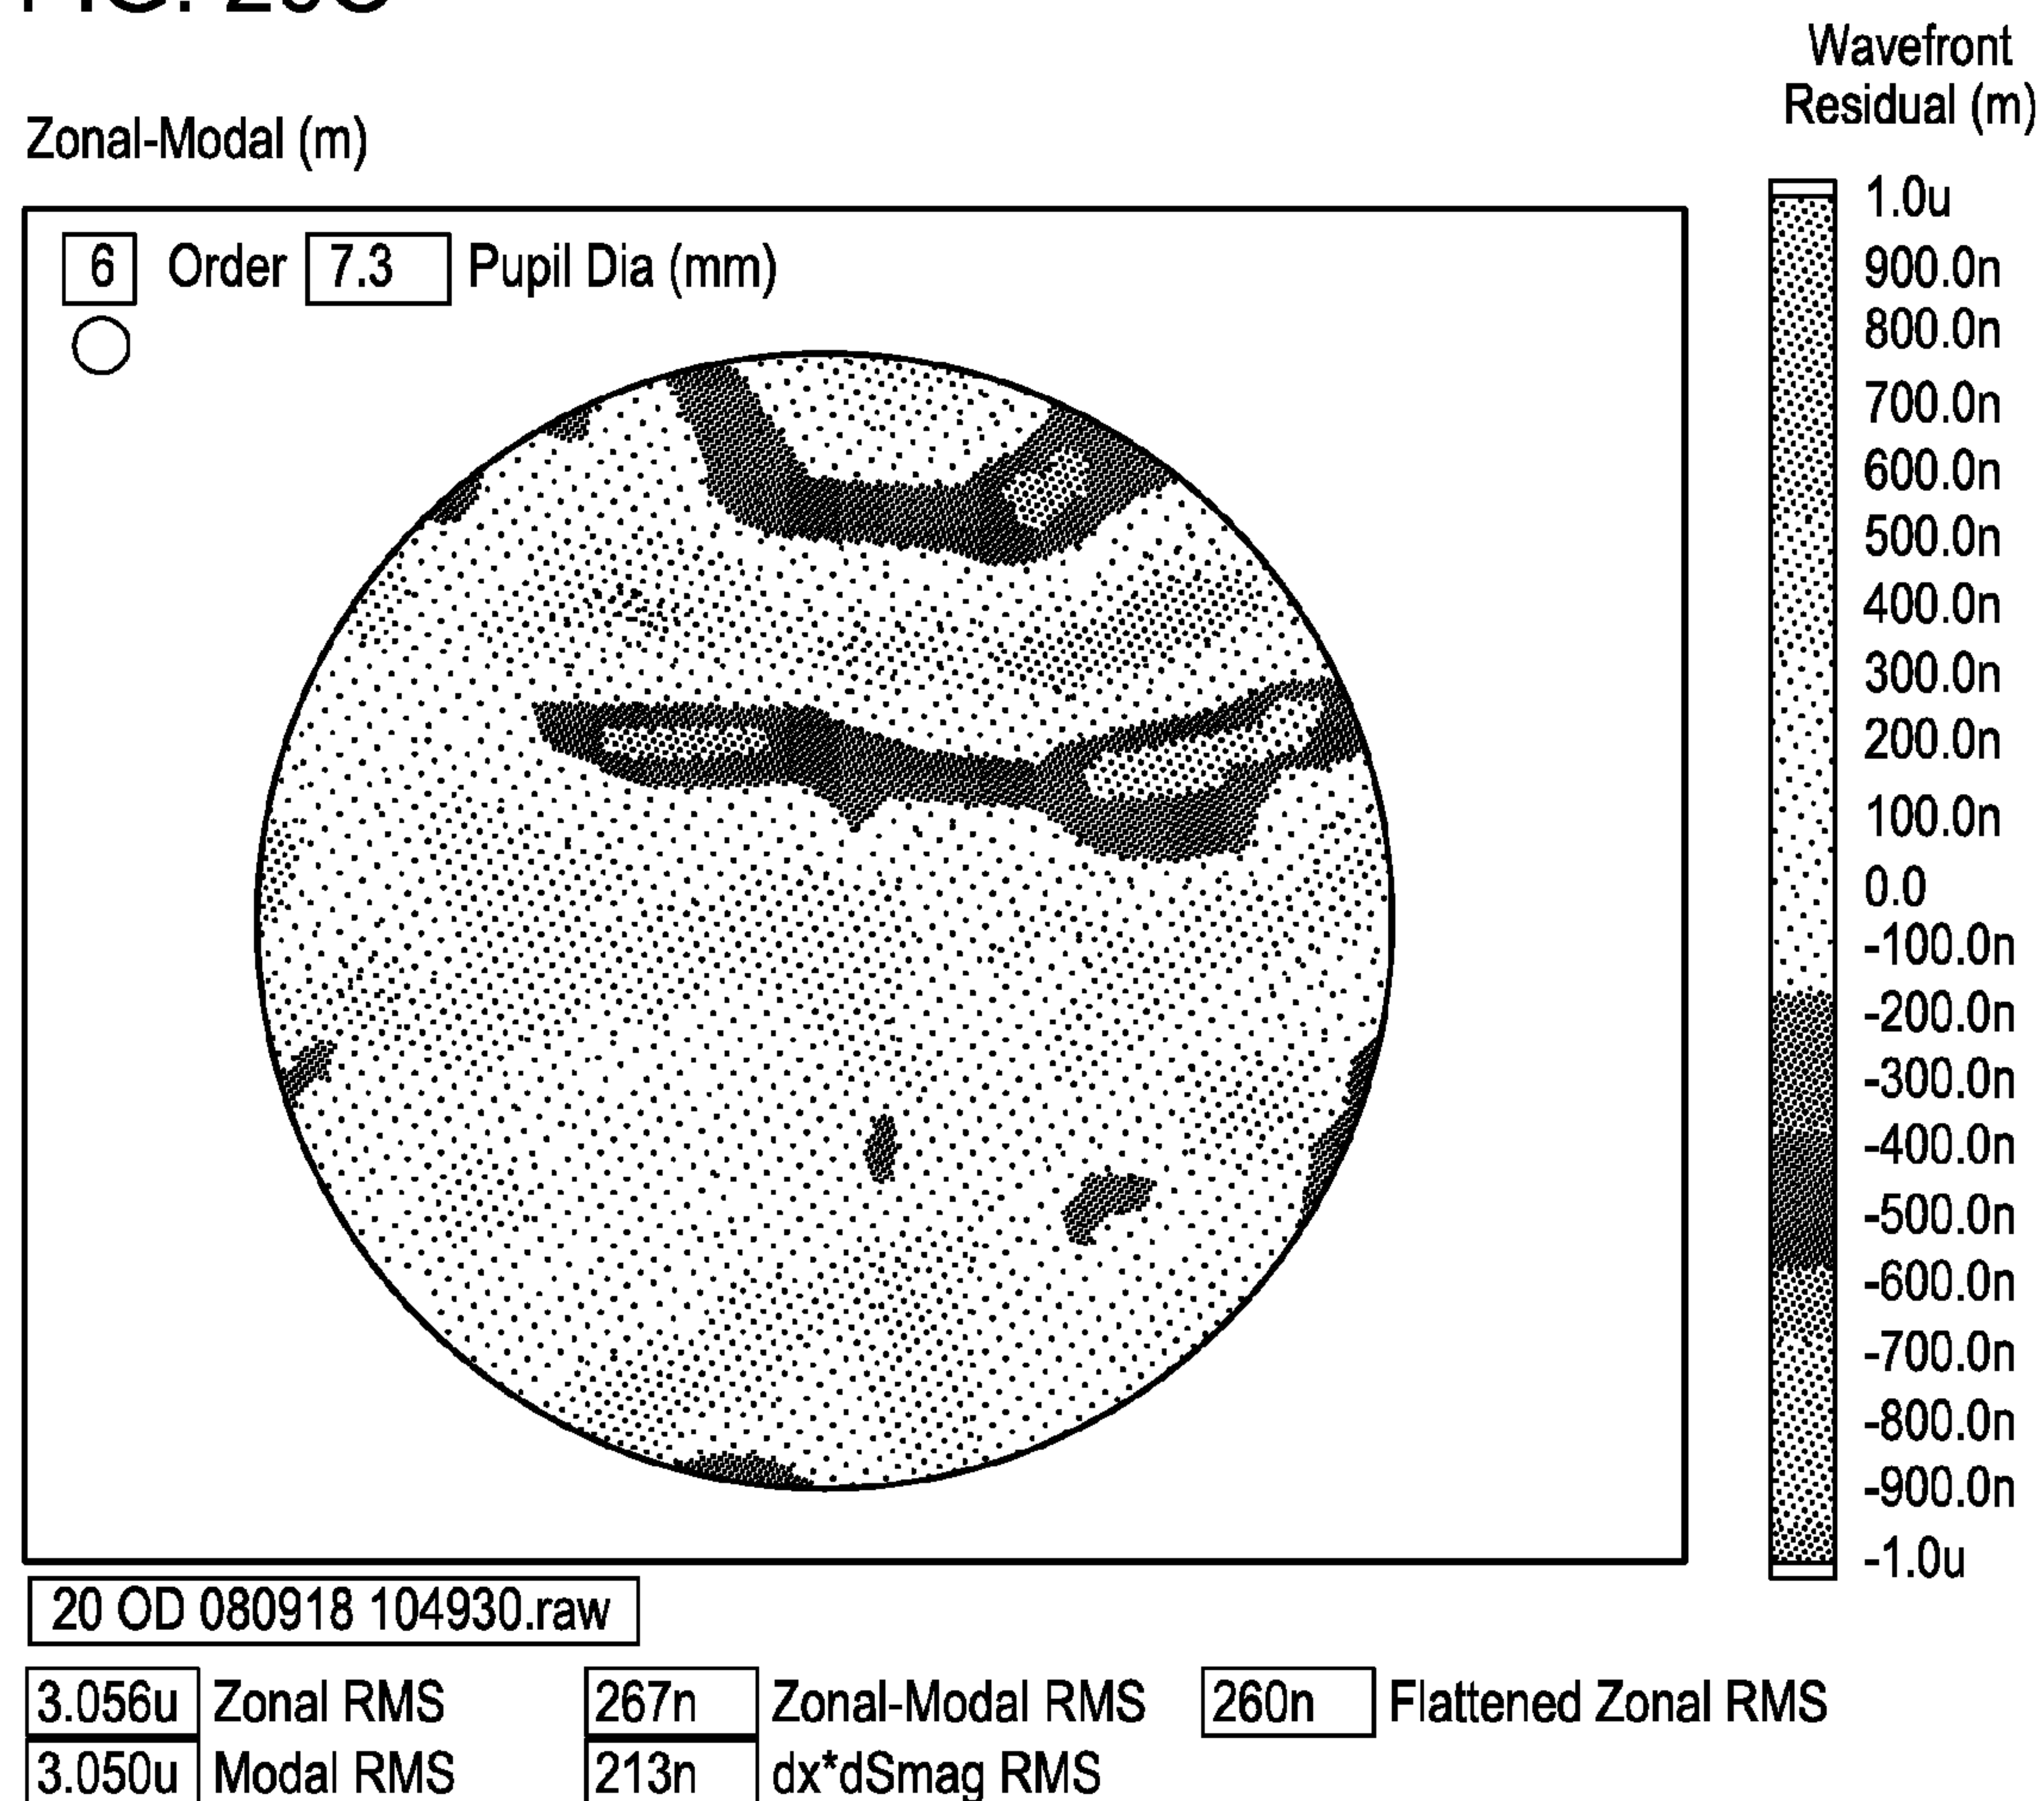 Wavefront
Residual (m)
Zonal-Modal (m)
6 Order 7.3 Pupil Dia (mm)
1.0u
900.0n
800.0n
700.0n
600.0n
500.0n
400.0n
300.0n
200.0n
100.0n
0.0
-100.0n
-200.0n
-300.0n
-400.0n
-500.0n
-600.0n
-700.0n
-800.0n
-900.0n
-1.0u
20 OD 080918 104930.raw
3.056u Zonal RMS 267n Zonal-Modal RMS 260n Flattened Zonal RMS
3.050u Modal RMS 213n dx*dSmag RMS